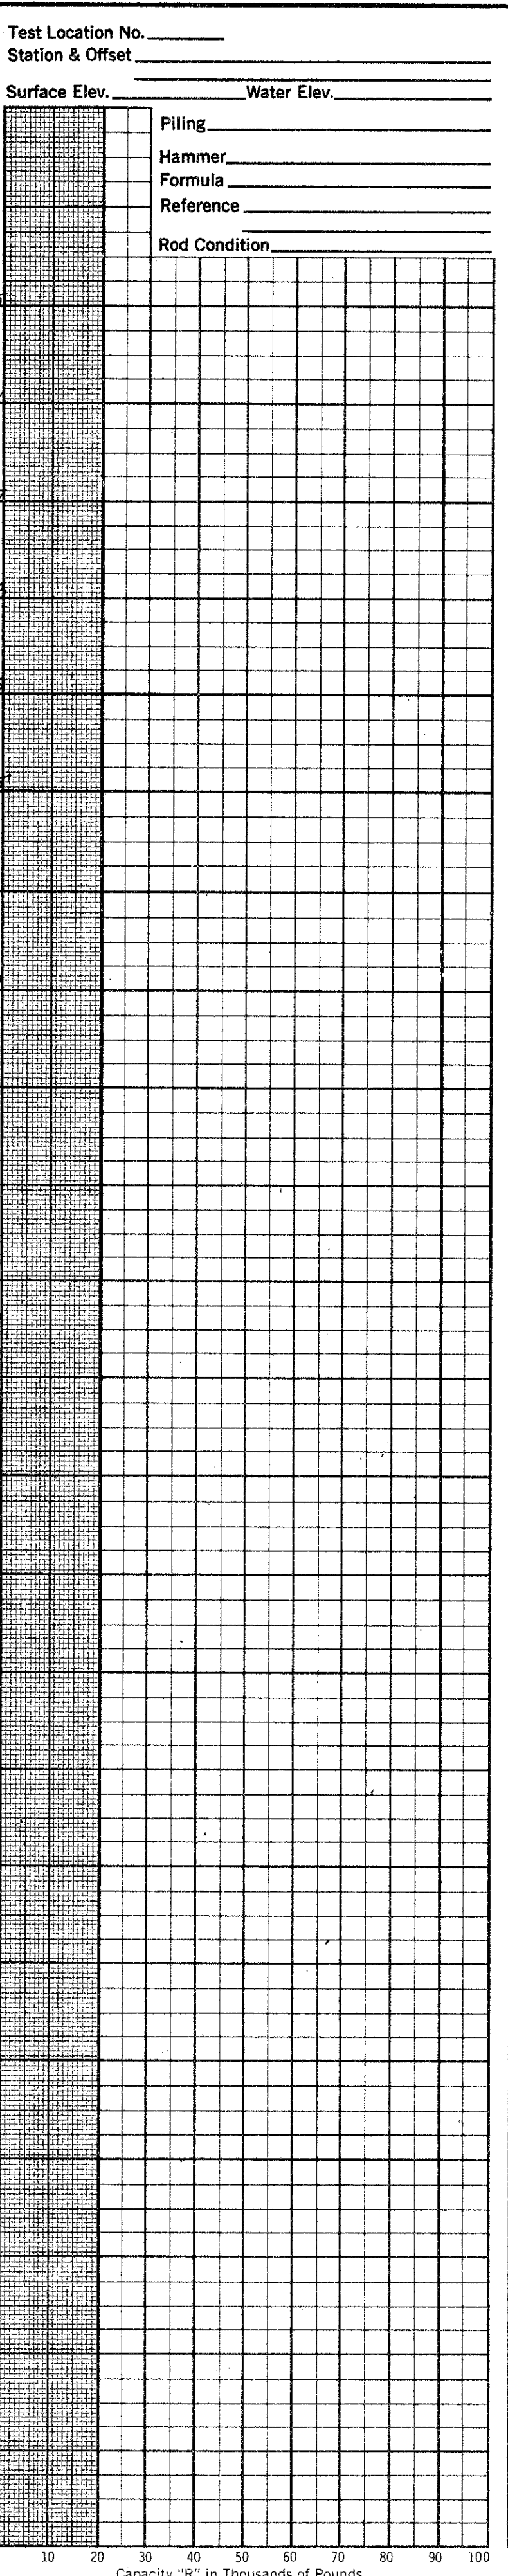 Test Location No.
Station & Offset
Surface Elev. Water Elev.
Piling
Hammer
Formula
Reference
Rod Condition
10 20 30 40 50 60 70 80 90 100
Capacity "R" in Thousands of Pounds